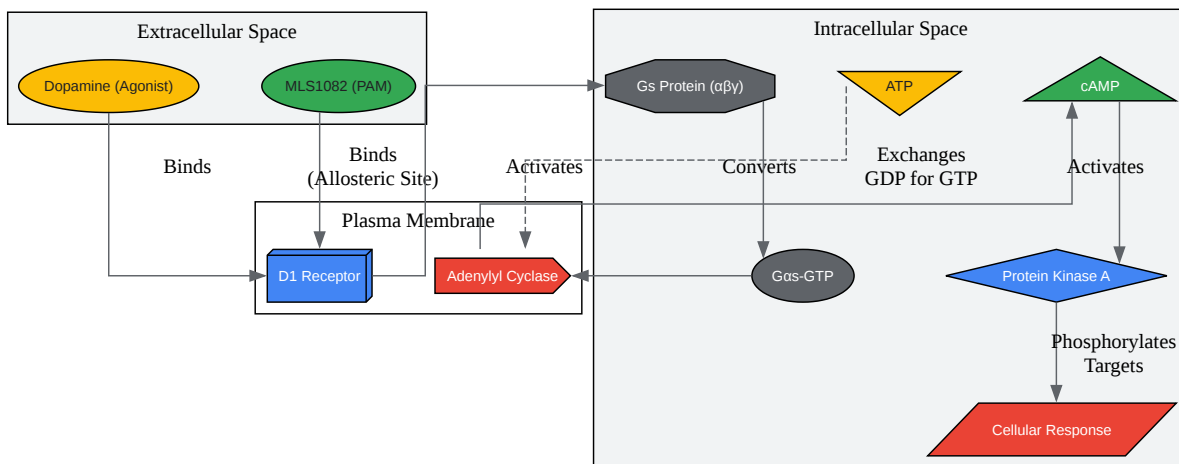 Extracellular Space
Intracellular Space
Dopamine (Agonist)
MLS1082 (PAM)
Gs Protein (αβγ)
ATP
cAMP
Binds
Binds
(Allosteric Site)
Activates
Converts
Exchanges
GDP for GTP
Activates
Plasma Membrane
D1 Receptor
Adenylyl Cyclase
Gαs-GTP
Protein Kinase A
Phosphorylates
Targets
Cellular Response